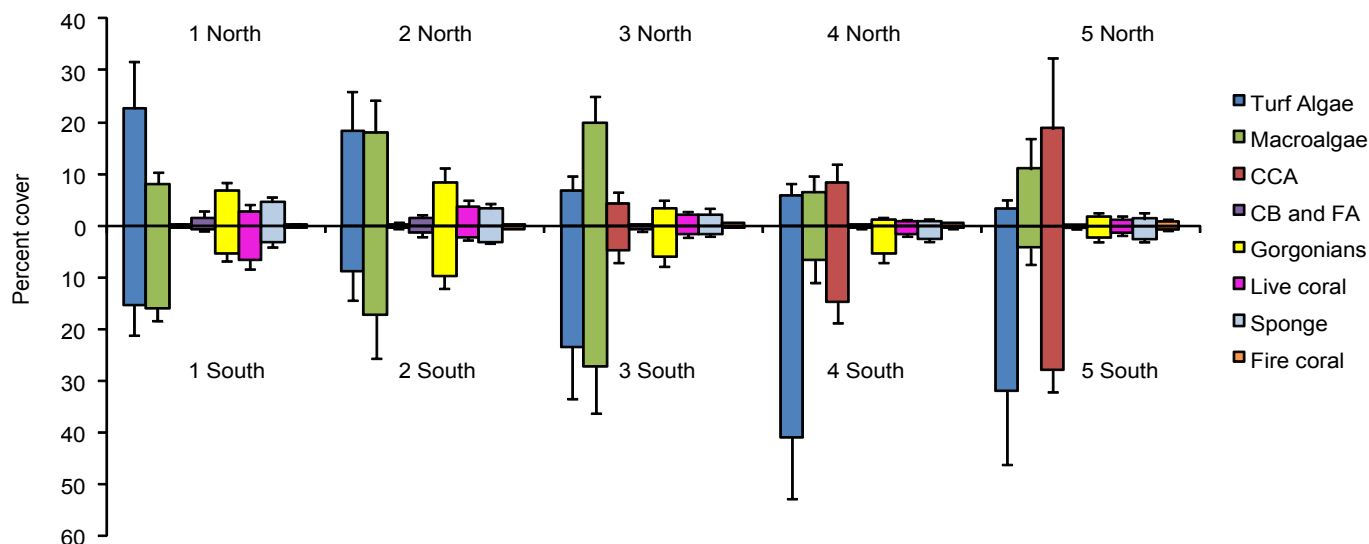 40
30
20
10
0
10
20
30
40
50
60
Percent cover
1 North
2 North
3 North
4 North
5 North
1 South
2 South
3 South
4 South
5 South
Turf Algae
Macroalgae
CCA
CB and FA
Gorgonians
Live coral
Sponge
Fire coral